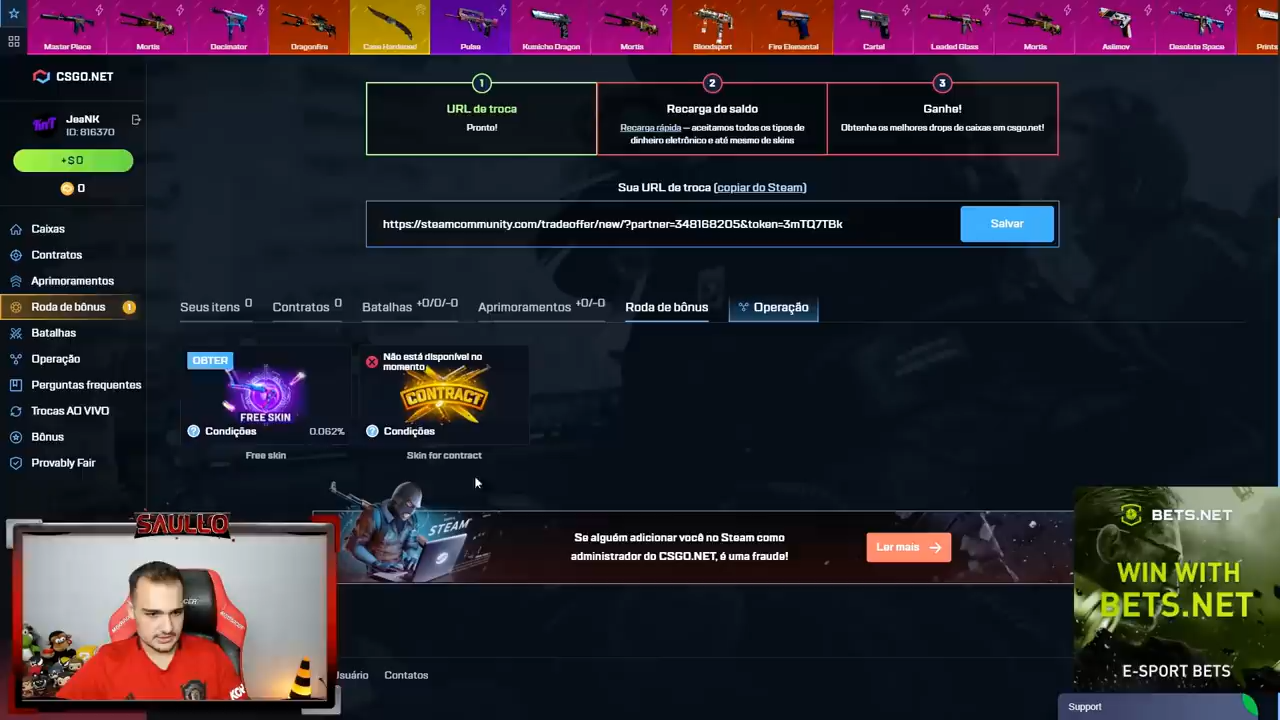 Master Piece
Mortis
Decimator
Dragonfire
Case Hardened
Pulse
Kumicho Dragon
Mortis
Bloodsport
Fire Elemental
Cartel
Leaded Glass
Mortis
Asiimov
Desolate Space
CSGO.NET
JeaNK
ID: 816370
+$0
0
Caixas
Contratos
Aprimoramentos
Roda de bônus 1
Batalhas
Operação
Perguntas frequentes
Trocas AO VIVO
Bônus
Provably Fair
1
URL de troca
Pronto!
2
Recarga de saldo
Recarga rápida — aceitamos todos os tipos de
dinheiro eletrônico e até mesmo de skins
3
Ganhe!
Obtenha os melhores drops de caixas em csgo.net!
Sua URL de troca (copiar do Steam)
https://steamcommunity.com/tradeoffer/new/?partner=348168205&token=3mTQ7TBk
Salvar
Seus itens 0
Contratos 0
Batalhas +0/0/-0
Aprimoramentos +0/-0
Roda de bônus
Operação
OBTER
FREE SKIN
Condições 0.062%
Free skin
Não está disponível no
momento
CONTRACT
Condições
Skin for contract
STEAM
Se alguém adicionar você no Steam como
administrador do CSGO.NET, é uma fraude!
Ler mais
SAULLO
Contatos
BETS.NET
WIN WITH
BETS.NET
E-SPORT BETS
Support